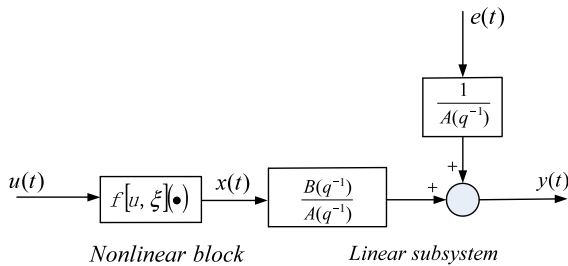 e(t)
1
A(q⁻¹)
+
u(t)
f[u, ξ](•)
x(t)
B(q⁻¹)
A(q⁻¹)
+
y(t)
Nonlinear block
Linear subsystem